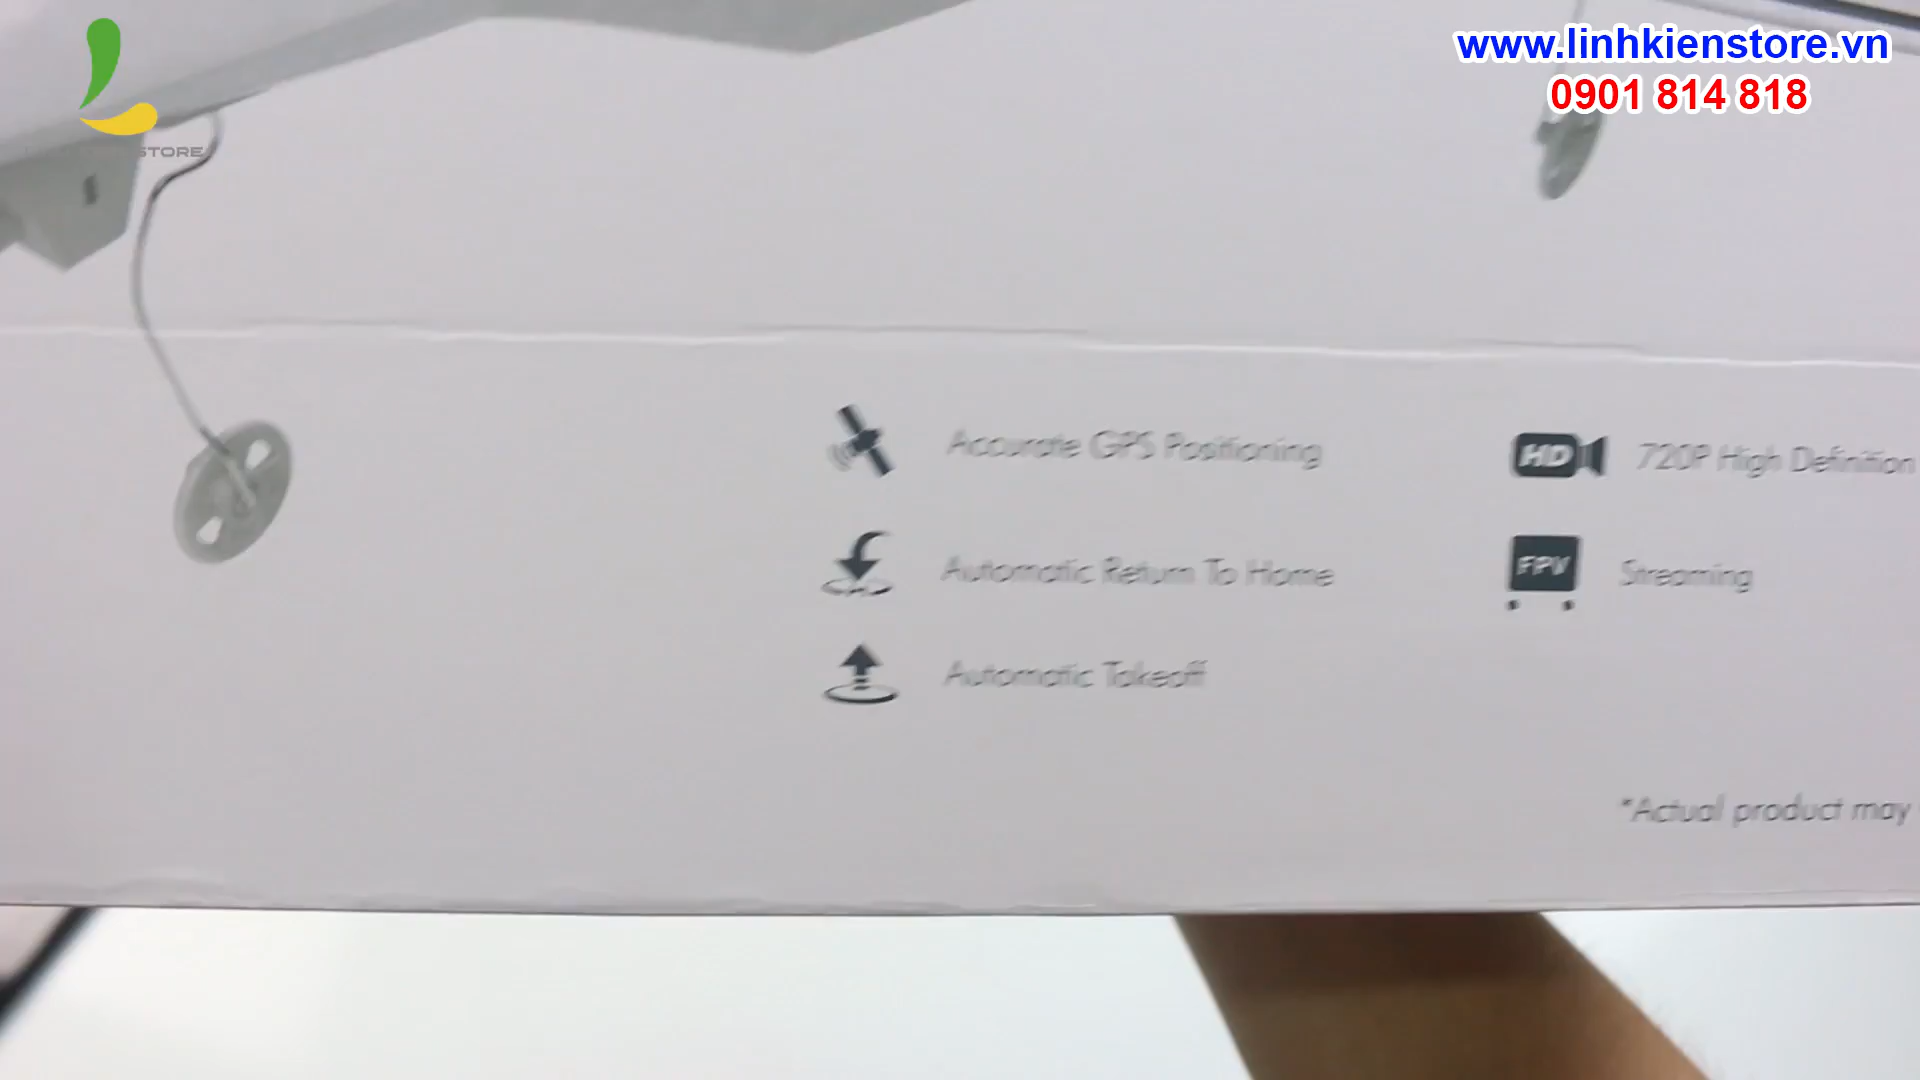 www.linhkienstore.vn
0901 814 818
STORE
Accurate GPS Positioning
HD 720P High Definition
Automatic Return To Home
FPV Streaming
Automatic Takeoff
*Actual product may